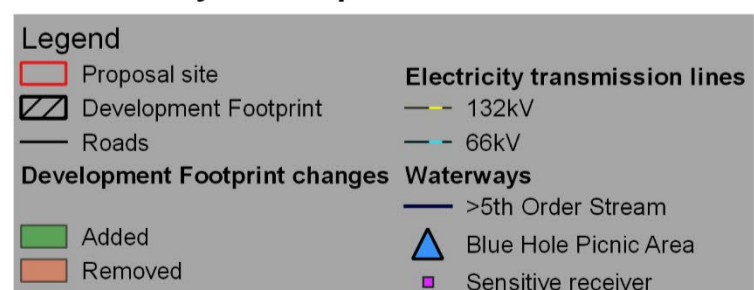 Legend
Proposal site
Development Footprint
Roads
Development Footprint changes
Added
Removed
Electricity transmission lines
132kV
66kV
Waterways
>5th Order Stream
Blue Hole Picnic Area
Sensitive receiver